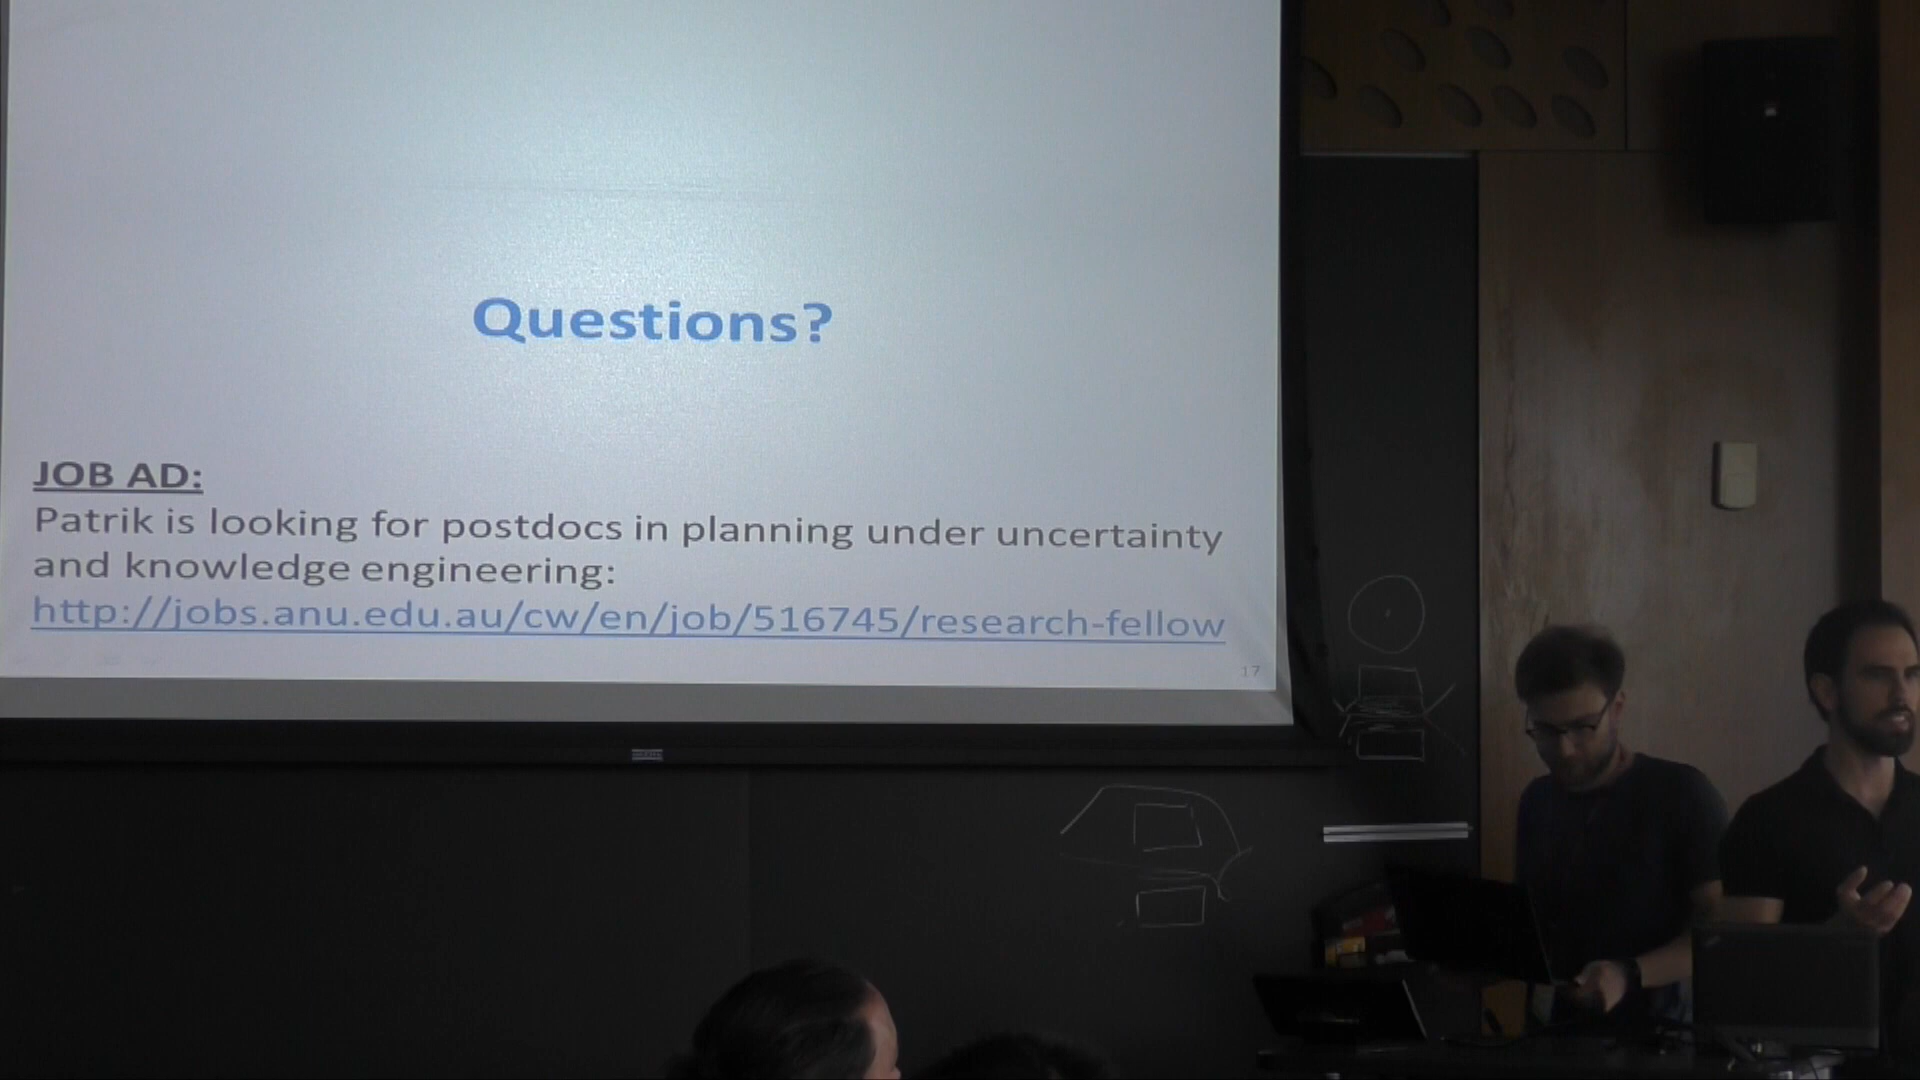 Questions?
JOB AD:
Patrik is looking for postdocs in planning under uncertainty
and knowledge engineering:
http://jobs.anu.edu.au/cw/en/job/516745/research-fellow
17